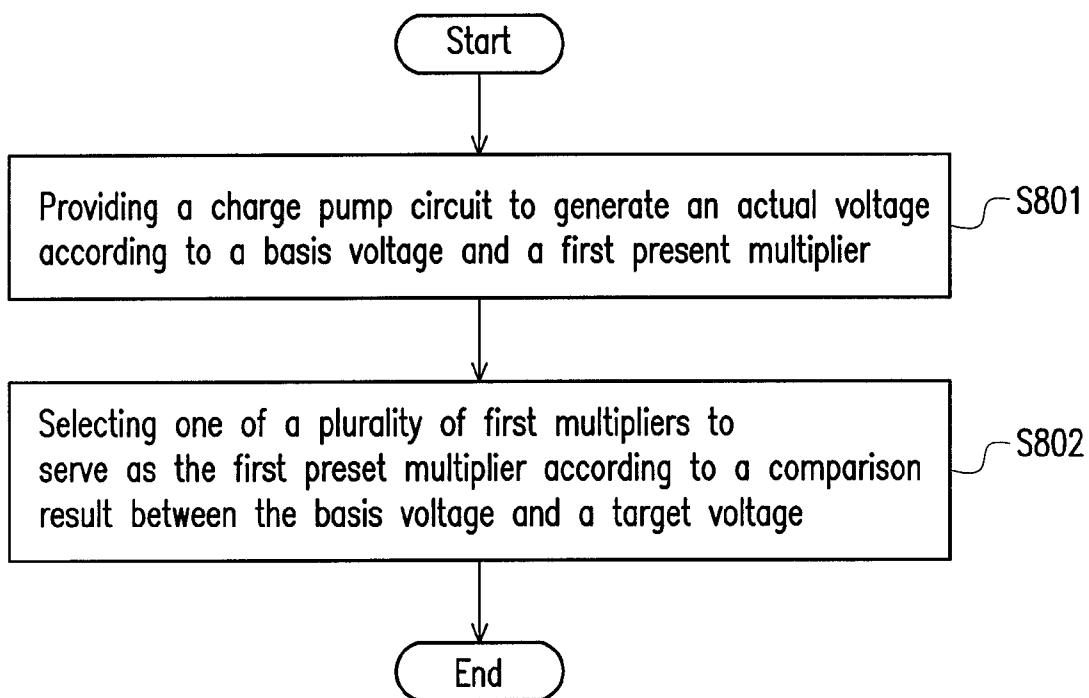 Start
Providing a charge pump circuit to generate an actual voltage
according to a basis voltage and a first present multiplier
S801
Selecting one of a plurality of first multipliers to
serve as the first preset multiplier according to a comparison
result between the basis voltage and a target voltage
S802
End